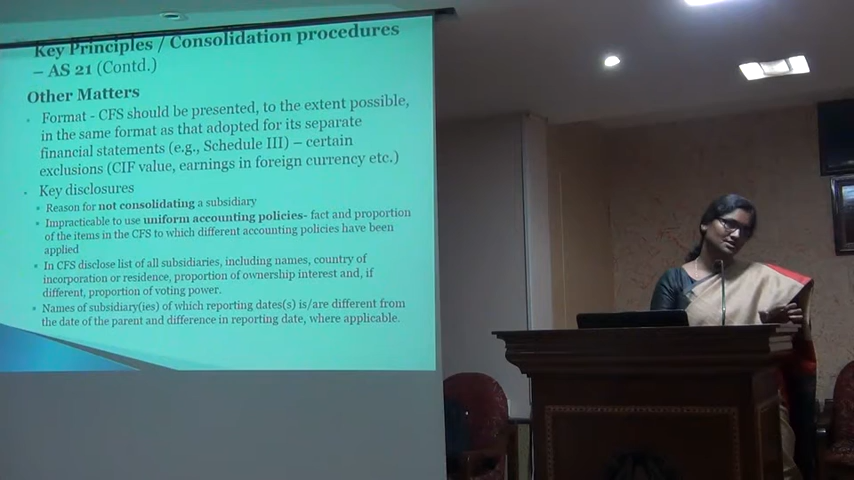 Key Principles / Consolidation procedures
– AS 21 (Contd.)
Other Matters
Format - CFS should be presented, to the extent possible,
in the same format as that adopted for its separate
financial statements (e.g., Schedule III) – certain
exclusions (CIF value, earnings in foreign currency etc.)
Key disclosures
Reason for not consolidating a subsidiary
Impracticable to use uniform accounting policies- fact and proportion
of the items in the CFS to which different accounting policies have been
applied
In CFS disclose list of all subsidiaries, including names, country of
incorporation or residence, proportion of ownership interest and, if
different, proportion of voting power.
Names of subsidiary(ies) of which reporting dates(s) is/are different from
the date of the parent and difference in reporting date, where applicable.